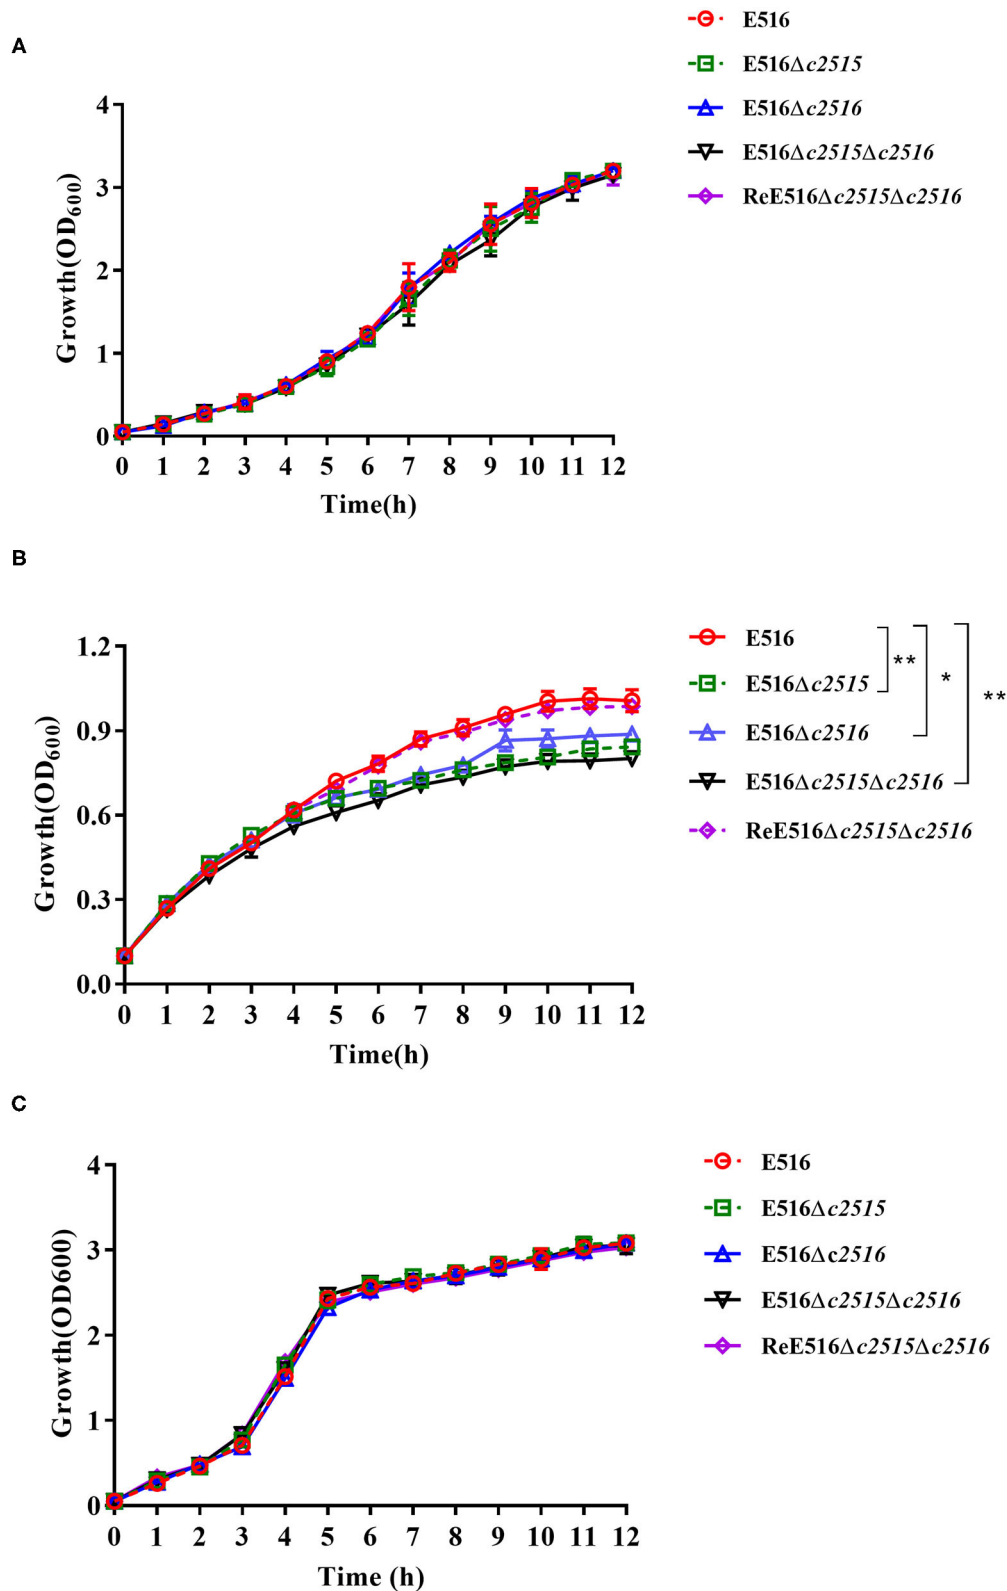 A
E516
E516Δc2515
E516Δc2516
E516Δc2515Δc2516
ReE516Δc2515Δc2516
Growth(OD600)
4
3
2
1
0
0 1 2 3 4 5 6 7 8 9 10 11 12
Time(h)
B
E516
E516Δc2515
E516Δc2516
E516Δc2515Δc2516
ReE516Δc2515Δc2516
**
*
**
Growth(OD600)
1.2
0.9
0.6
0.3
0.0
0 1 2 3 4 5 6 7 8 9 10 11 12
Time(h)
C
E516
E516Δc2515
E516Δc2516
E516Δc2515Δc2516
ReE516Δc2515Δc2516
Growth(OD600)
4
3
2
1
0
0 1 2 3 4 5 6 7 8 9 10 11 12
Time (h)